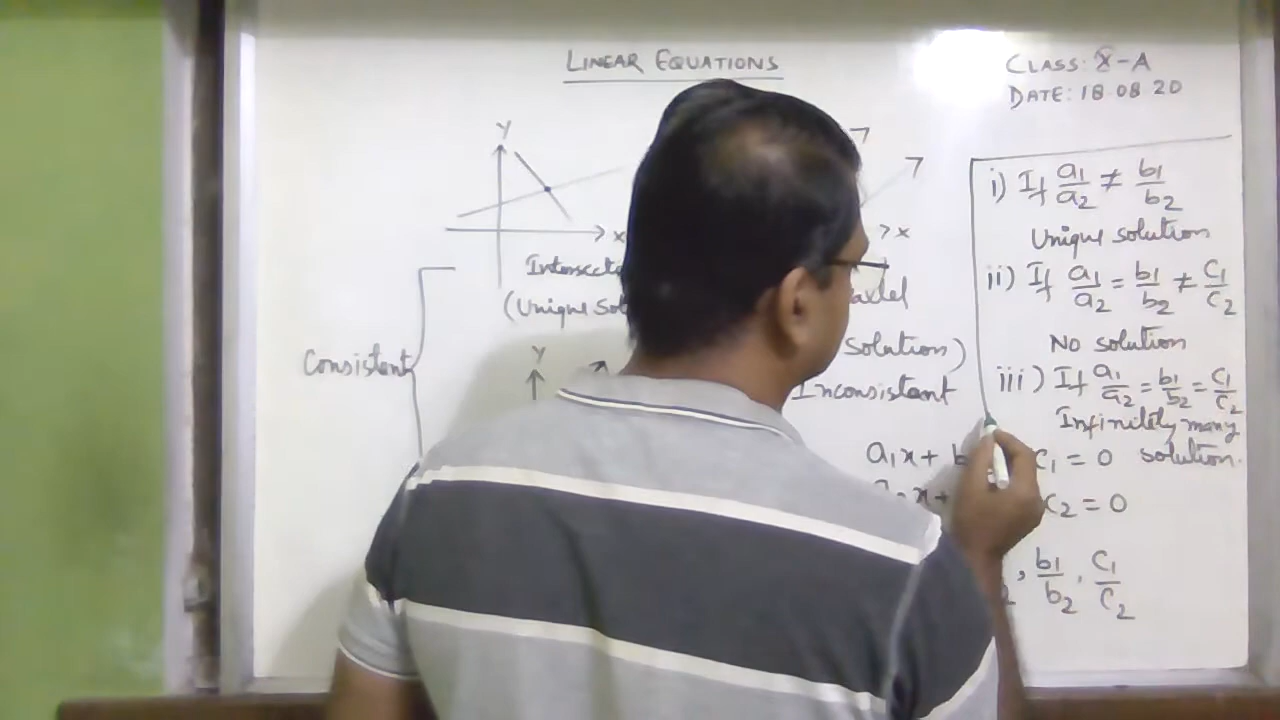 LINEAR EQUATIONS
CLASS: X-A
DATE: 18 08 20
Y
X
Intersect
(Unique Sol
Consistent
Y
x
Solution)
Inconsistant
i) If a1/a2 ≠ b1/b2
Unique solution
ii) If a1/a2 = b1/b2 ≠ c1/c2
No solution
iii) If a1/a2 = b1/b2 = c1/c2
Infinitely many
solution.
a1x + b c1 = 0
x+ c2 = 0
2, b1/b2, c1/c2